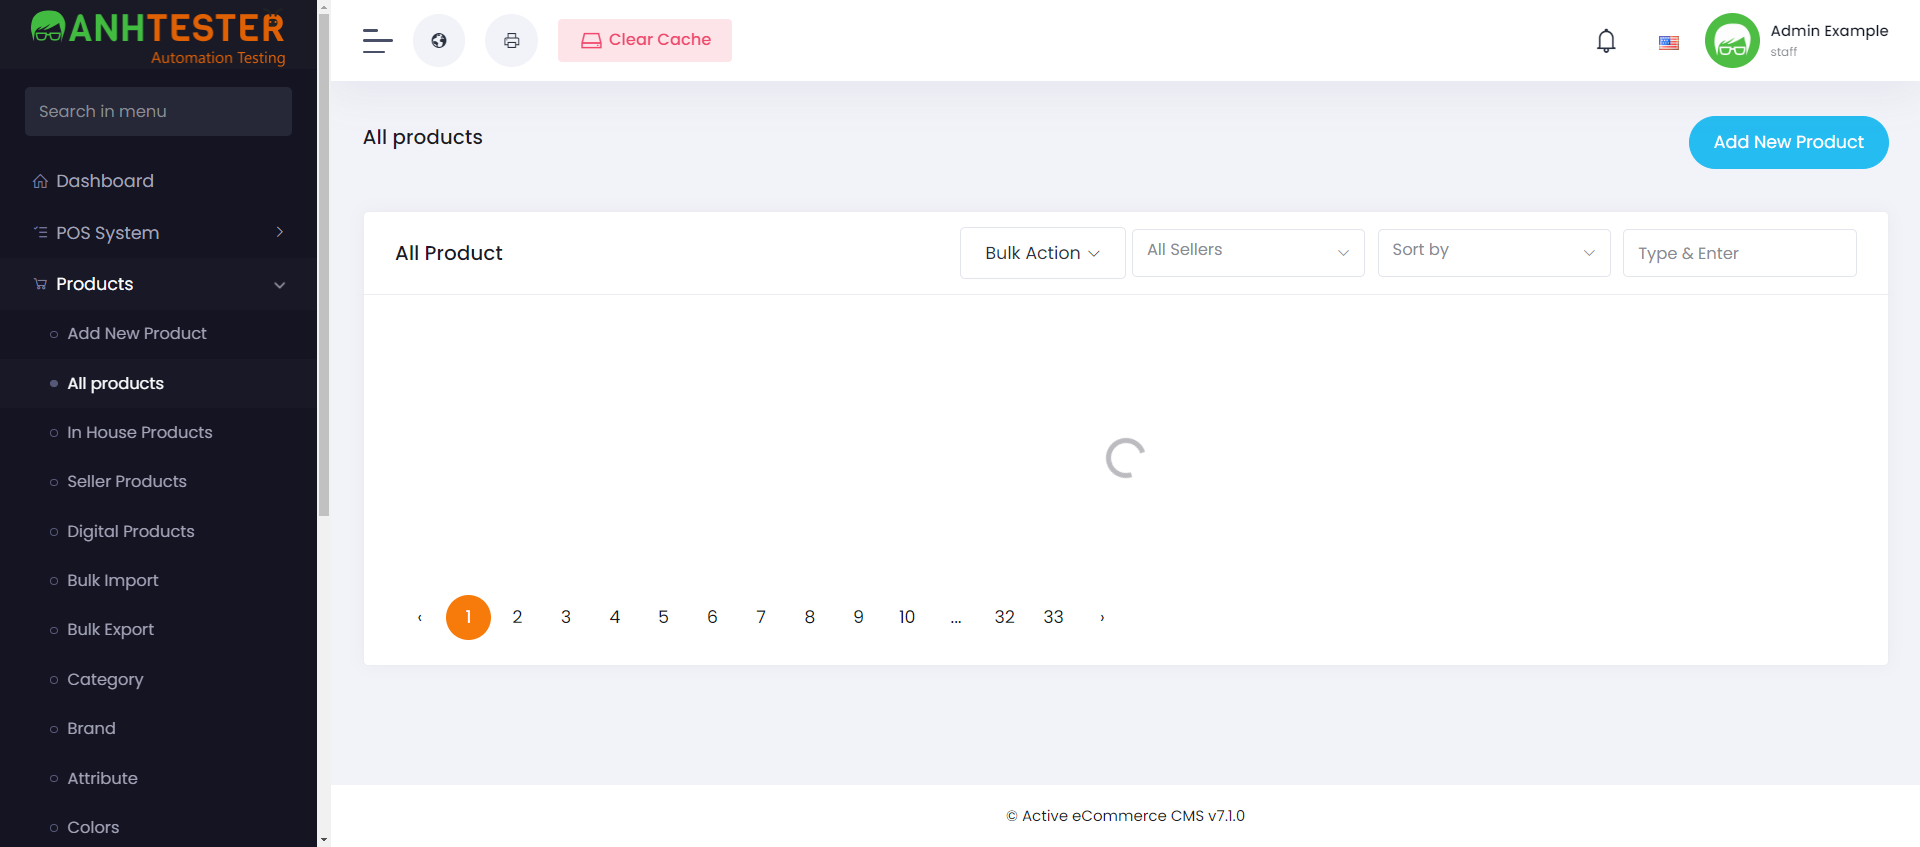 ANHTESTER
Automation Testing
Search in menu
Dashboard
POS System
Products
Add New Product
All products
In House Products
Seller Products
Digital Products
Bulk Import
Bulk Export
Category
Brand
Attribute
Colors
Clear Cache
Admin Example
staff
All products
Add New Product
All Product
Bulk Action
All Sellers
Sort by
Type & Enter
‹ 1 2 3 4 5 6 7 8 9 10 ... 32 33 ›
© Active eCommerce CMS v7.1.0